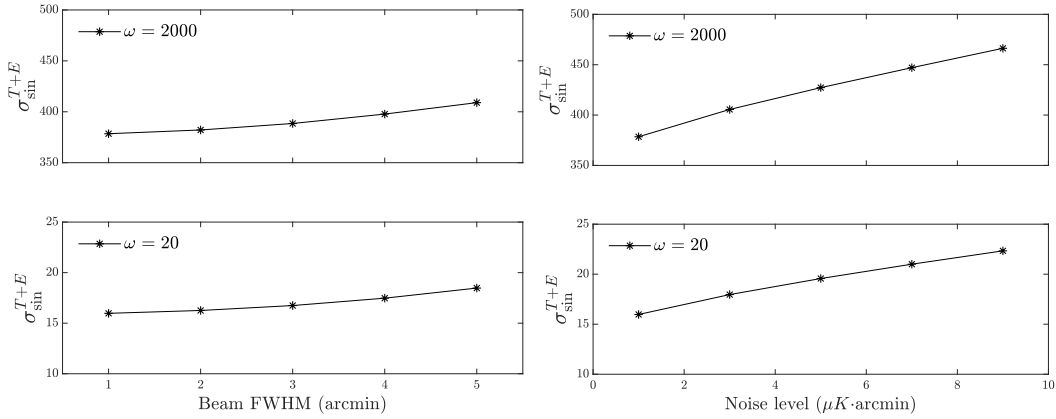 500
450
400
350
σ_sin^{T+E}
ω = 2000
500
450
400
350
σ_sin^{T+E}
ω = 2000
25
20
15
10
σ_sin^{T+E}
ω = 20
1 2 3 4 5
Beam FWHM (arcmin)
25
20
15
10
σ_sin^{T+E}
ω = 20
0 2 4 6 8 10
Noise level (μK·arcmin)